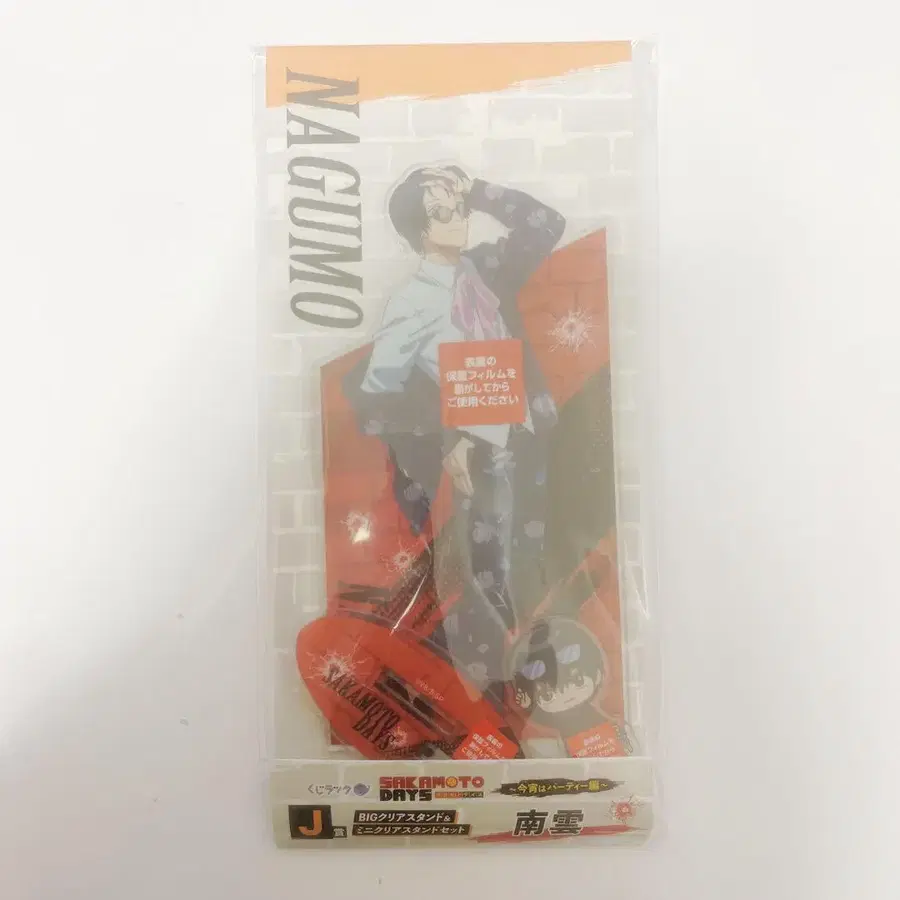 NAGUMO
表面の
保護フィルムを
剥がしてから
ご使用ください
SAKAMOTO
DAYS
くじラック
SAKAMOTO
DAYS
～今宵はパーティー編～
J賞
BIGクリアスタンド&
ミニクリアスタンドセット
南雲